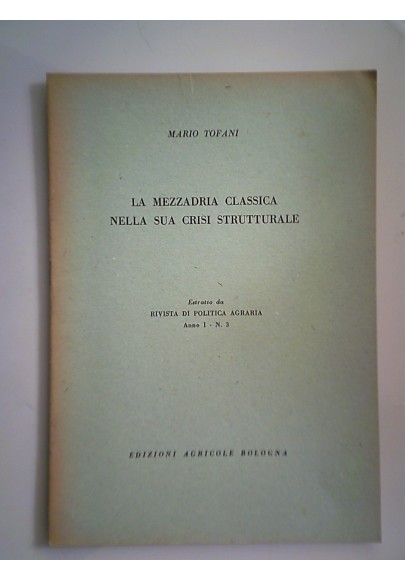 MARIO TOFANI
LA MEZZADRIA CLASSICA
NELLA SUA CRISI STRUTTURALE
Estratto da
RIVISTA DI POLITICA AGRARIA
Anno I - N. 3
EDIZIONI AGRICOLE BOLOGNA